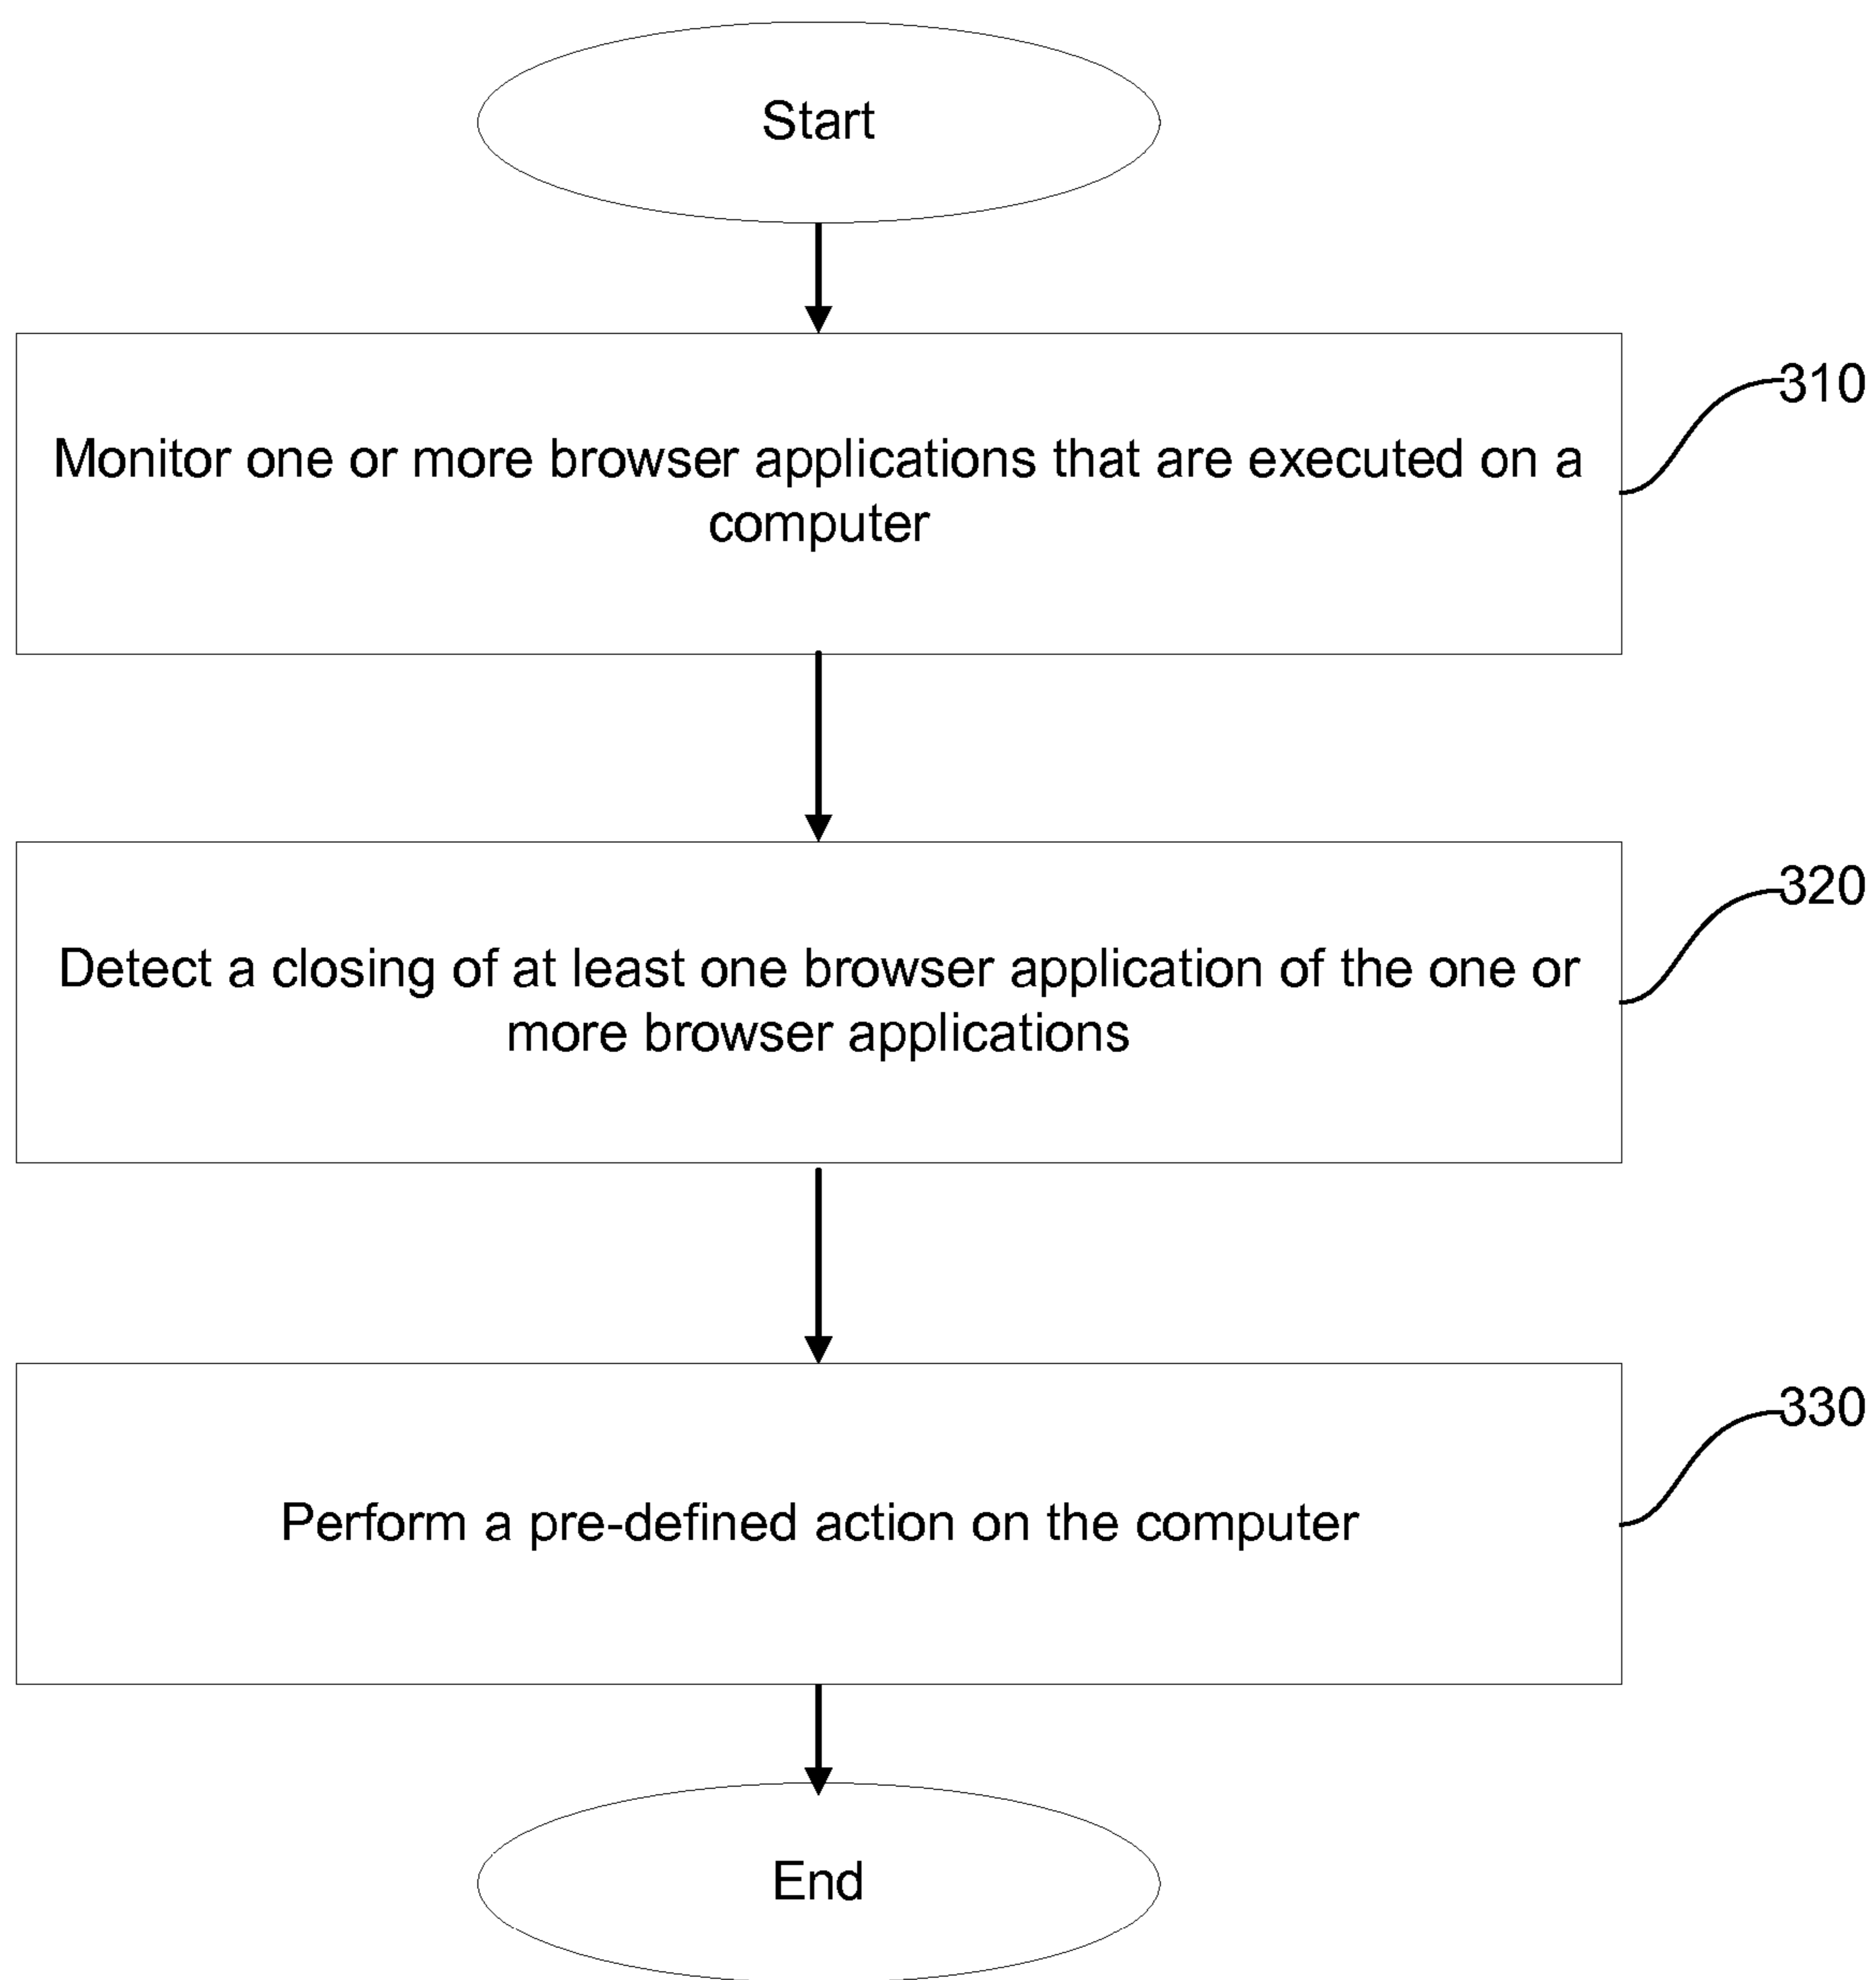 Start
310
Monitor one or more browser applications that are executed on a
computer
320
Detect a closing of at least one browser application of the one or
more browser applications
330
Perform a pre-defined action on the computer
End